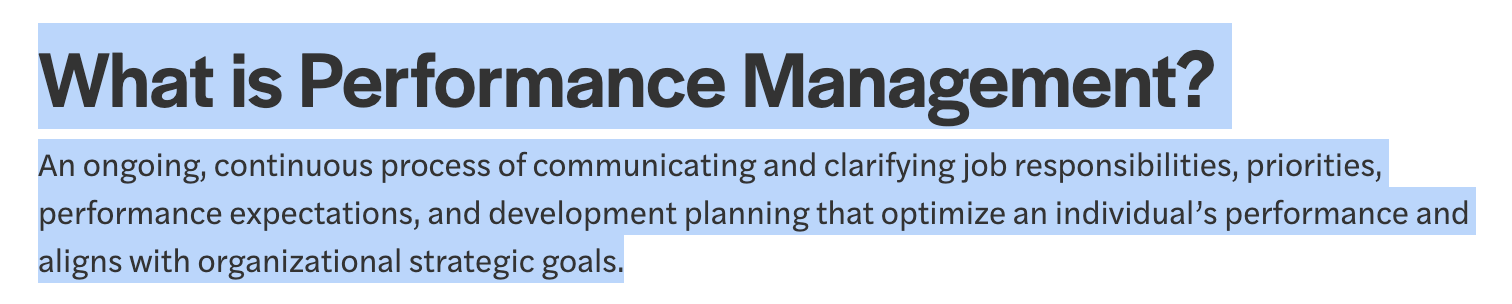 What is Performance Management?
An ongoing, continuous process of communicating and clarifying job responsibilities, priorities,
performance expectations, and development planning that optimize an individual’s performance and
aligns with organizational strategic goals.